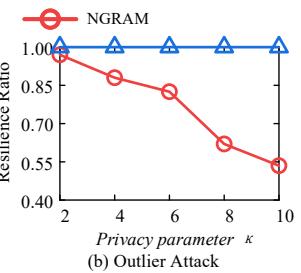 NGRAM
Resilience Ratio
1.00
0.85
0.70
0.55
0.40
2 4 6 8 10
Privacy parameter κ
(b) Outlier Attack